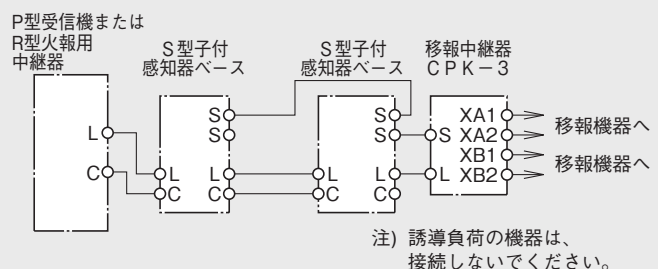 P型受信機または
R型火報用
中継器
S型子付
感知器ベース
S型子付
感知器ベース
移報中継器
CPK－3
L
C
S
S
L
C
L
C
S
S
L
C
L
C
S
L
XA1
XA2
XB1
XB2
移報機器へ
移報機器へ
注) 誘導負荷の機器は、
接続しないでください。